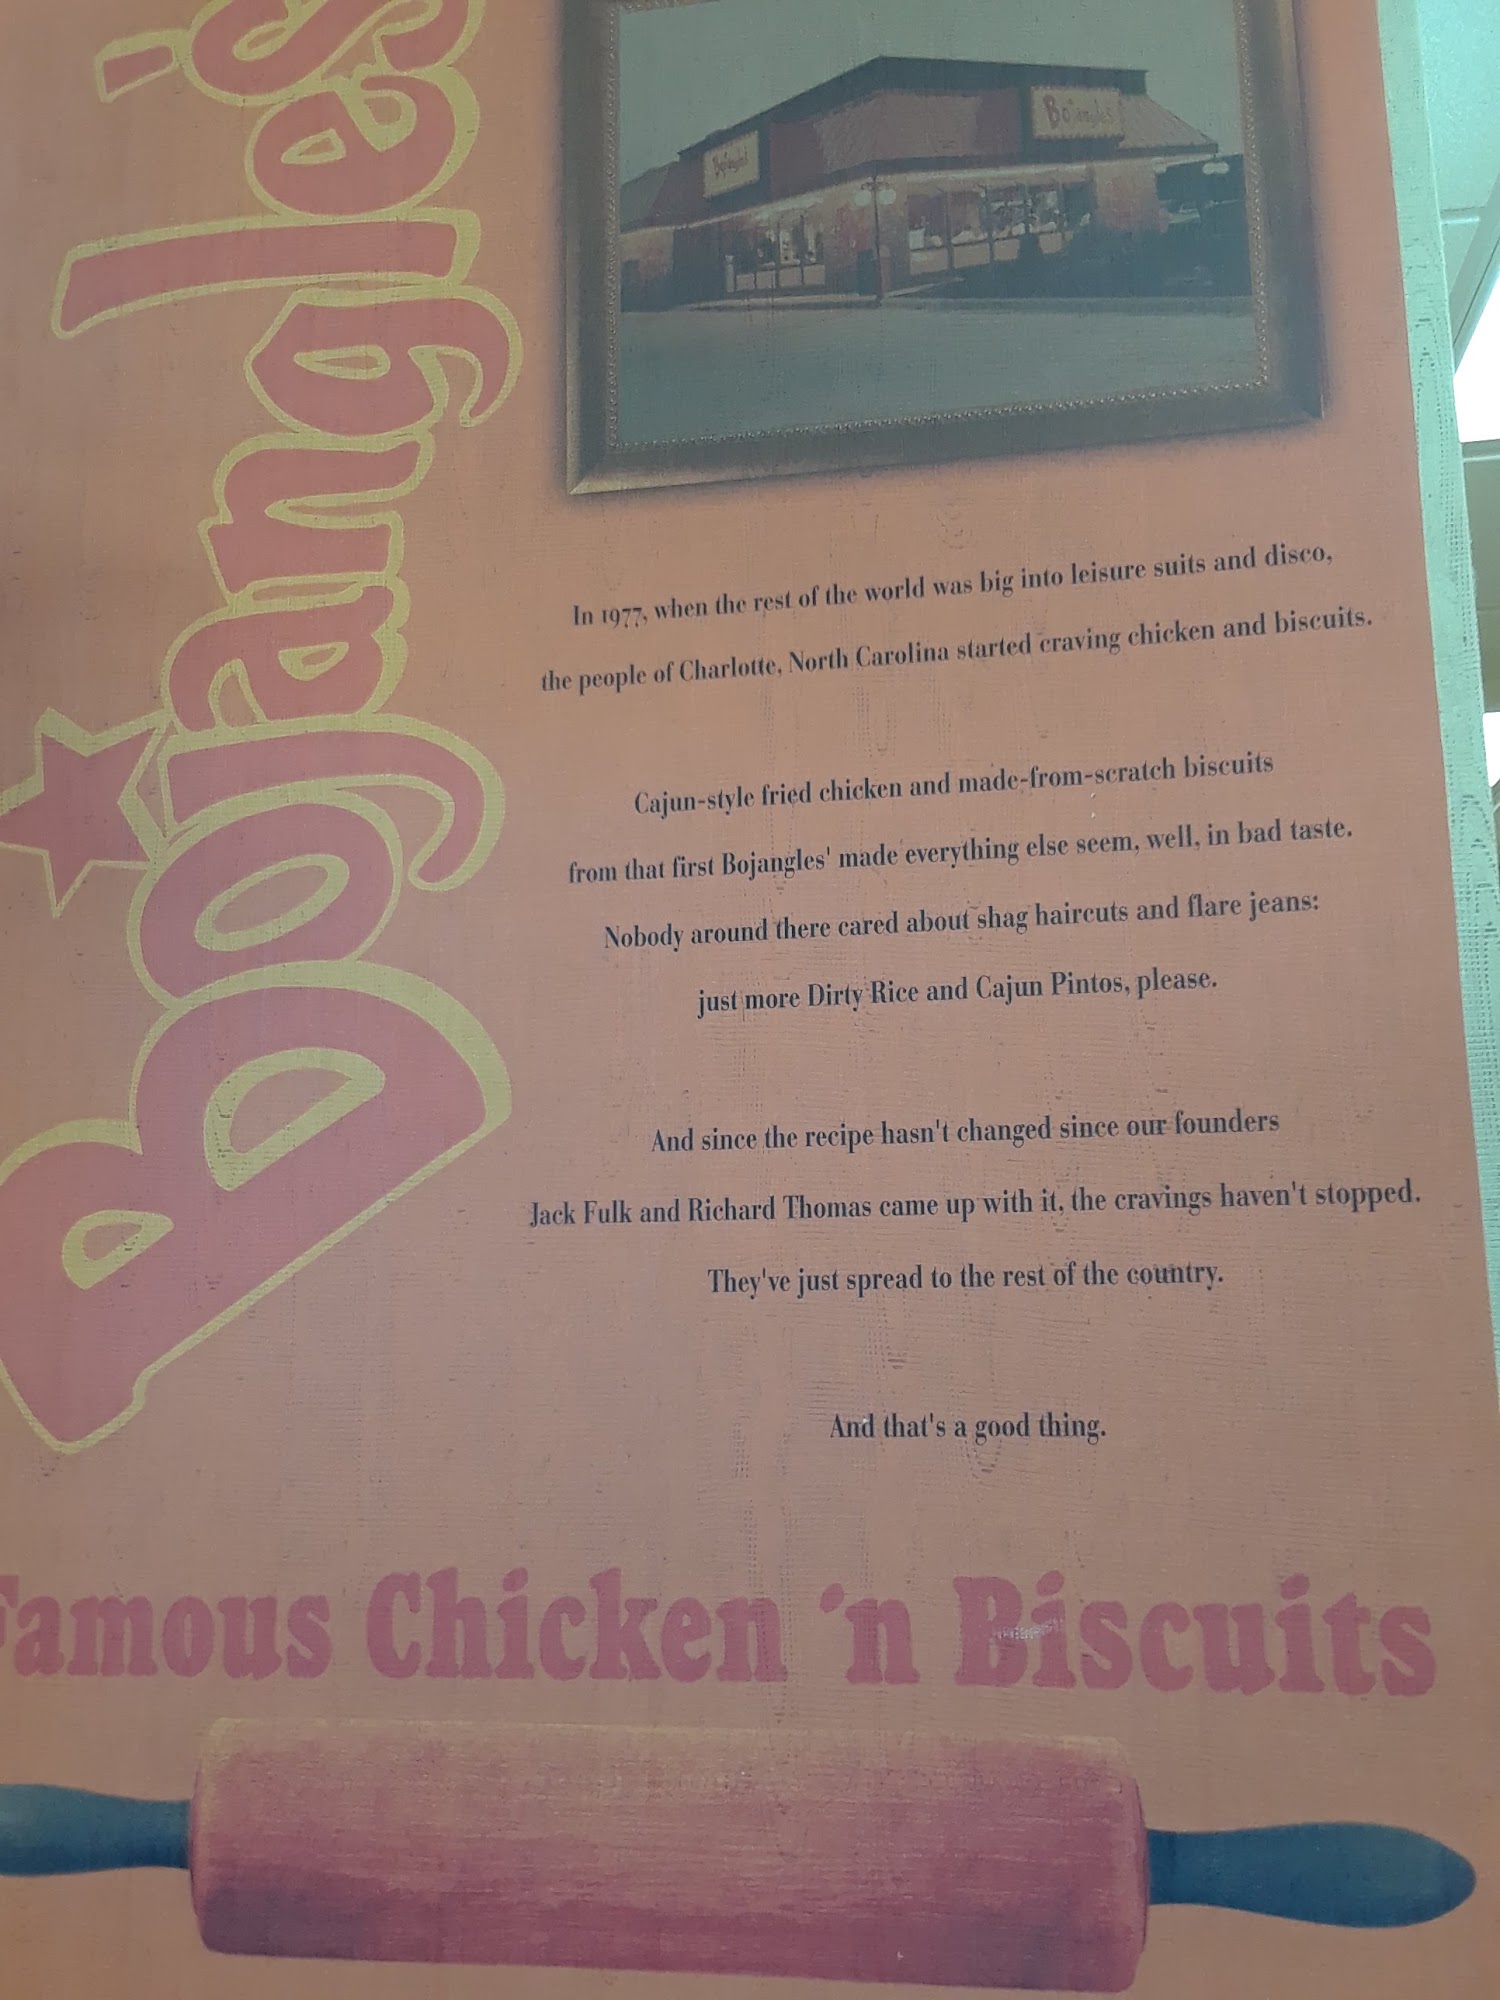 Bojangles'
Bojangles'
Bojangles'
In 1977, when the rest of the world was big into leisure suits and disco,
the people of Charlotte, North Carolina started craving chicken and biscuits.
Cajun-style fried chicken and made-from-scratch biscuits
from that first Bojangles' made everything else seem, well, in bad taste.
Nobody around there cared about shag haircuts and flare jeans:
just more Dirty Rice and Cajun Pintos, please.
And since the recipe hasn't changed since our founders
Jack Fulk and Richard Thomas came up with it, the cravings haven't stopped.
They've just spread to the rest of the country.
And that's a good thing.
Famous Chicken 'n Biscuits